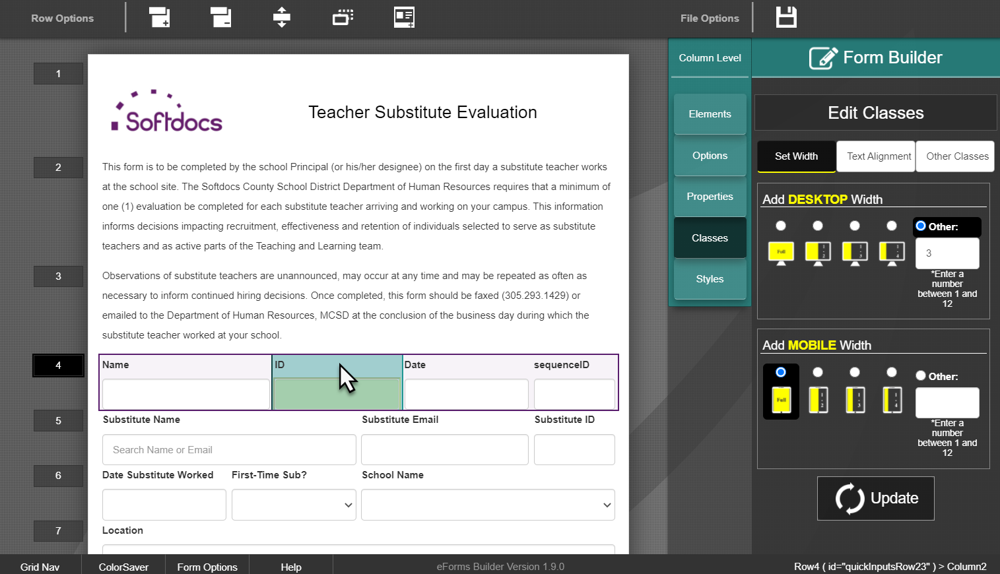 Row Options
File Options
Column Level
Form Builder
1
Softdocs
Teacher Substitute Evaluation
Elements
Edit Classes
Options
Set Width
Text Alignment
Other Classes
2
This form is to be completed by the school Principal (or his/her designee) on the first day a substitute teacher works
at the school site. The Softdocs County School District Department of Human Resources requires that a minimum of
one (1) evaluation be completed for each substitute teacher arriving and working on your campus. This information
informs decisions impacting recruitment, effectiveness and retention of individuals selected to serve as substitute
teachers and as active parts of the Teaching and Learning team.
Properties
Classes
Styles
Add DESKTOP Width
Other:
Full
1
-
2
1
-
3
1
-
4
3
*Enter a
number
between 1 and
12
3
Observations of substitute teachers are unannounced, may occur at any time and may be repeated as often as
necessary to inform continued hiring decisions. Once completed, this form should be faxed (305.293.1429) or
emailed to the Department of Human Resources, MCSD at the conclusion of the business day during which the
substitute teacher worked at your school.
Add MOBILE Width
Other:
Full
1
-
2
1
-
3
1
-
4
*Enter a
number
between 1 and
12
Update
4
Name
ID
Date
sequenceID
5
Substitute Name
Substitute Email
Substitute ID
Search Name or Email
6
Date Substitute Worked
First-Time Sub?
School Name
7
Location
Grid Nav
ColorSaver
Form Options
Help
eForms Builder Version 1.9.0
Row4 ( id="quickInputsRow23" ) > Column2